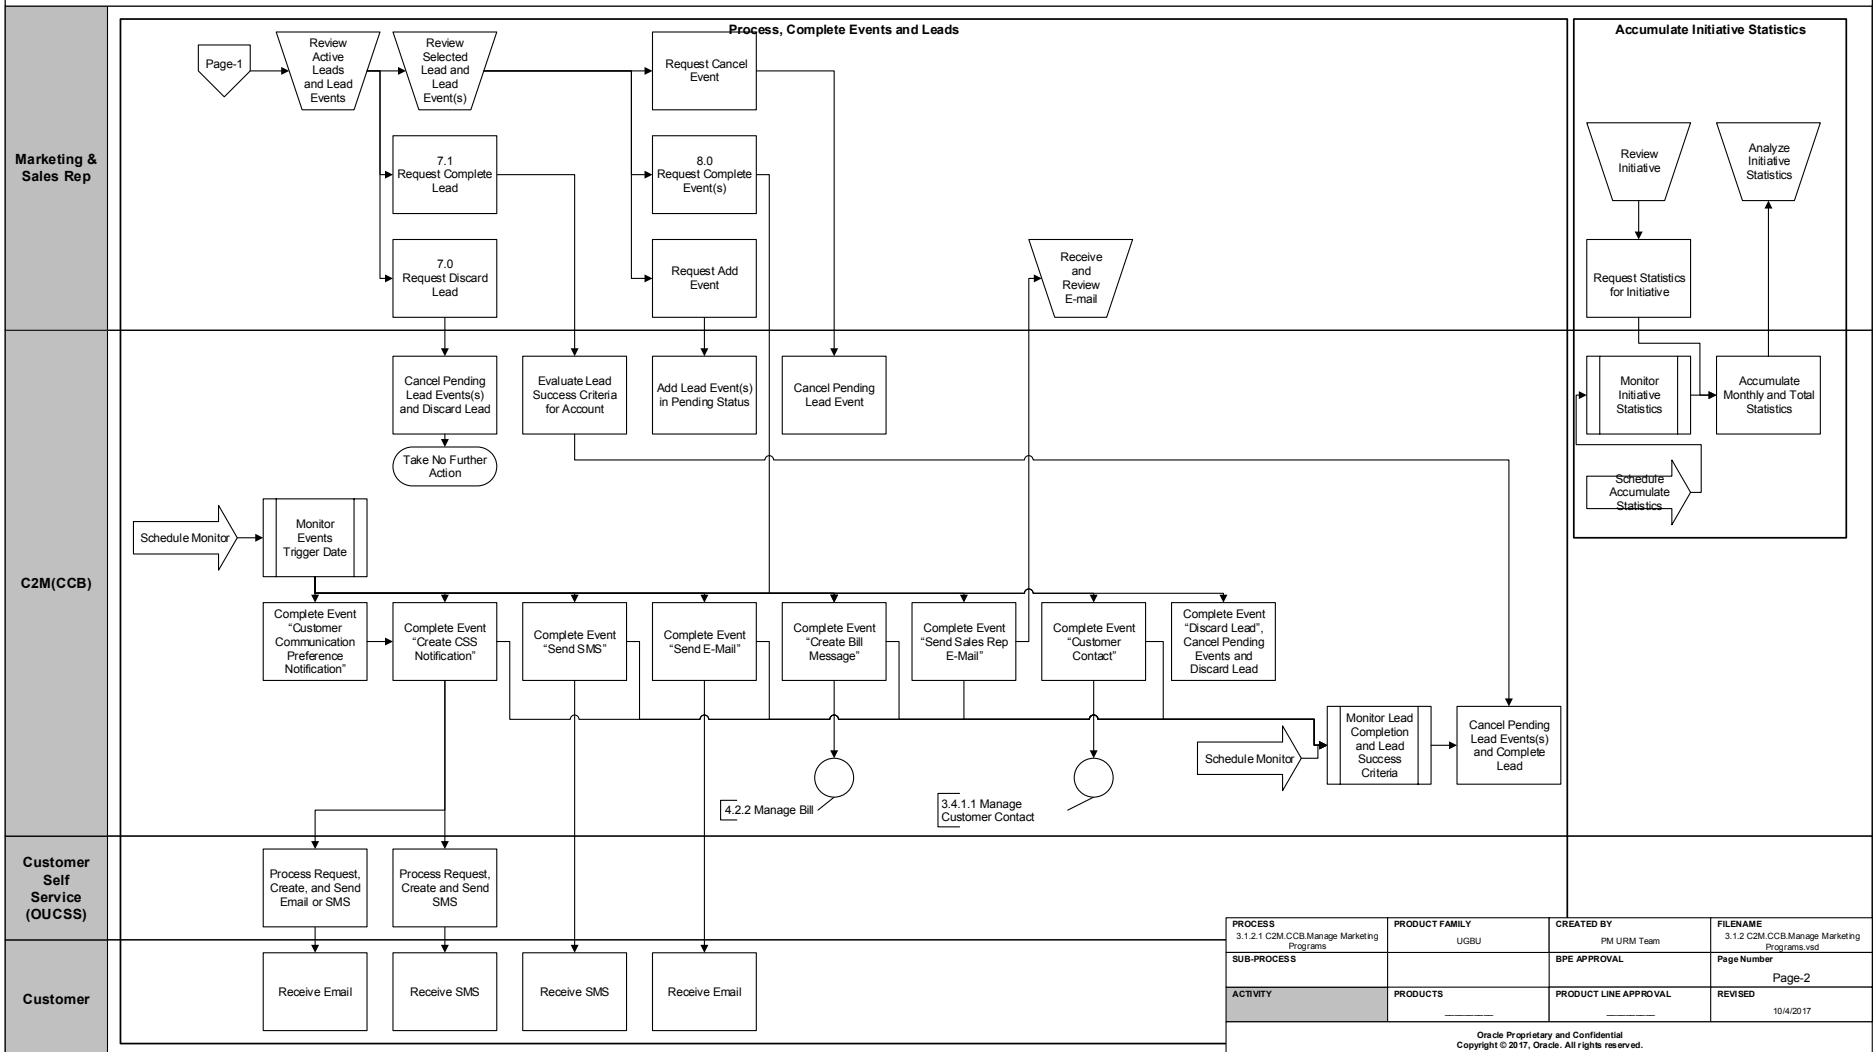 Process, Complete Events and Leads
Accumulate Initiative Statistics
Marketing &
Sales Rep
Page-1
Review
Active
Leads
and Lead
Events
Review
Selected
Lead and
Lead
Event(s)
Request Cancel
Event
7.1
Request Complete
Lead
8.0
Request Complete
Event(s)
7.0
Request Discard
Lead
Request Add
Event
Receive
and
Review
E-mail
Review
Initiative
Analyze
Initiative
Statistics
Request Statistics
for Initiative
C2M(CCB)
Cancel Pending
Lead Events(s)
and Discard Lead
Evaluate Lead
Success Criteria
for Account
Add Lead Event(s)
in Pending Status
Cancel Pending
Lead Event
Monitor
Initiative
Statistics
Accumulate
Monthly and Total
Statistics
Take No Further
Action
Schedule
Accumulate
Statistics
Schedule Monitor
Monitor
Events
Trigger Date
Complete Event
“Customer
Communication
Preference
Notification”
Complete Event
“Create CSS
Notification”
Complete Event
“Send SMS”
Complete Event
“Send E-Mail”
Complete Event
“Create Bill
Message”
Complete Event
“Send Sales Rep
E-Mail”
Complete Event
“Customer
Contact”
Complete Event
“Discard Lead”,
Cancel Pending
Events and
Discard Lead
Schedule Monitor
Monitor Lead
Completion
and Lead
Success
Criteria
Cancel Pending
Lead Events(s)
and Complete
Lead
4.2.2 Manage Bill
3.4.1.1 Manage
Customer Contact
Customer
Self
Service
(OUCSS)
Process Request,
Create, and Send
Email or SMS
Process Request,
Create and Send
SMS
Customer
Receive Email
Receive SMS
Receive SMS
Receive Email
PROCESS
3.1.2.1 C2M.CCB.Manage Marketing
Programs
PRODUCT FAMILY
UGBU
CREATED BY
PM URM Team
FILENAME
3.1.2 C2M.CCB.Manage Marketing
Programs.vsd
SUB-PROCESS
BPE APPROVAL
Page Number
Page-2
ACTIVITY
PRODUCTS
PRODUCT LINE APPROVAL
REVISED
10/4/2017
Oracle Proprietary and Confidential
Copyright © 2017, Oracle. All rights reserved.